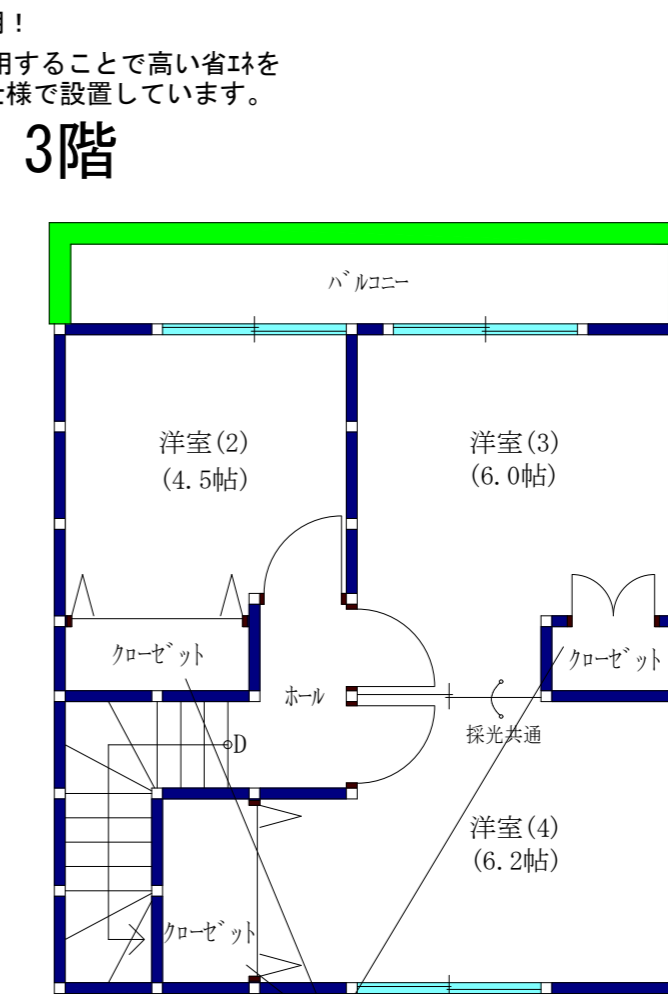 ！
用することで高い省ｴﾈを
仕様で設置しています。
3階
バルコニー
洋室(2)
(4.5帖)
洋室(3)
(6.0帖)
クローゼット
ホール
クローゼット
採光共通
D
洋室(4)
(6.2帖)
クローゼット